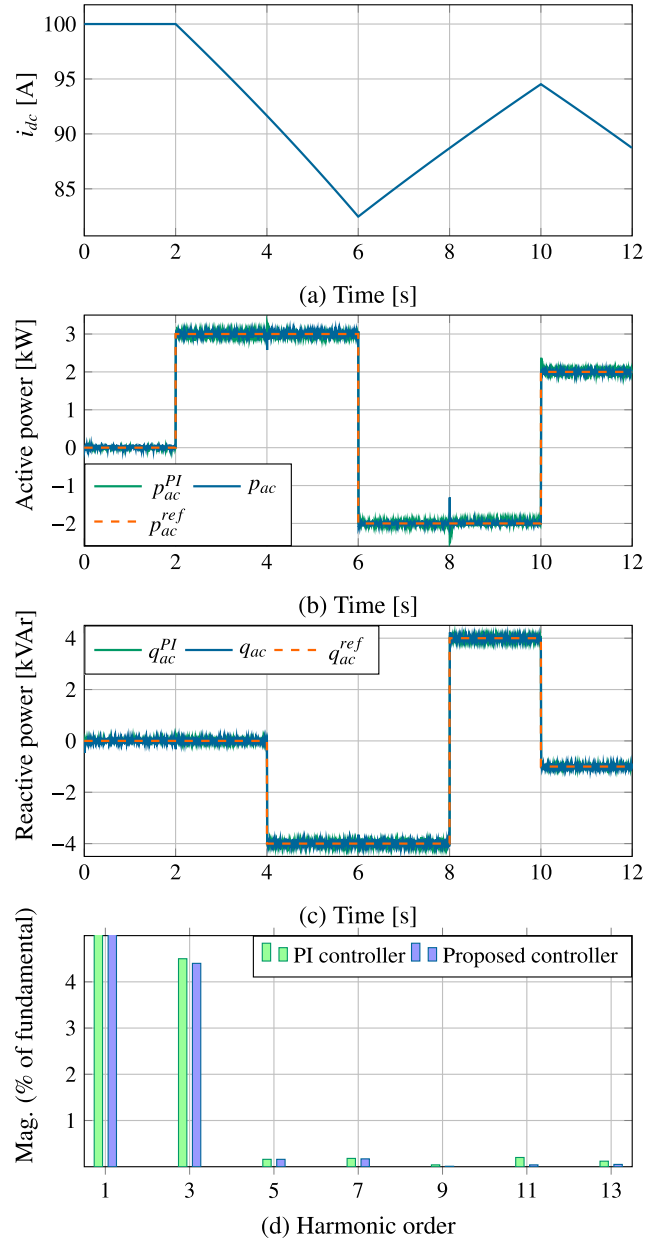 100
95
90
85
i_dc [A]
0 2 4 6 8 10 12
(a) Time [s]
3
2
1
0
−1
−2
Active power [kW]
p_ac^PI p_ac
p_ac^ref
0 2 4 6 8 10 12
(b) Time [s]
4
2
0
−2
−4
Reactive power [kVAr]
q_ac^PI q_ac q_ac^ref
0 2 4 6 8 10 12
(c) Time [s]
4
3
2
1
Mag. (% of fundamental)
PI controller Proposed controller
1 3 5 7 9 11 13
(d) Harmonic order